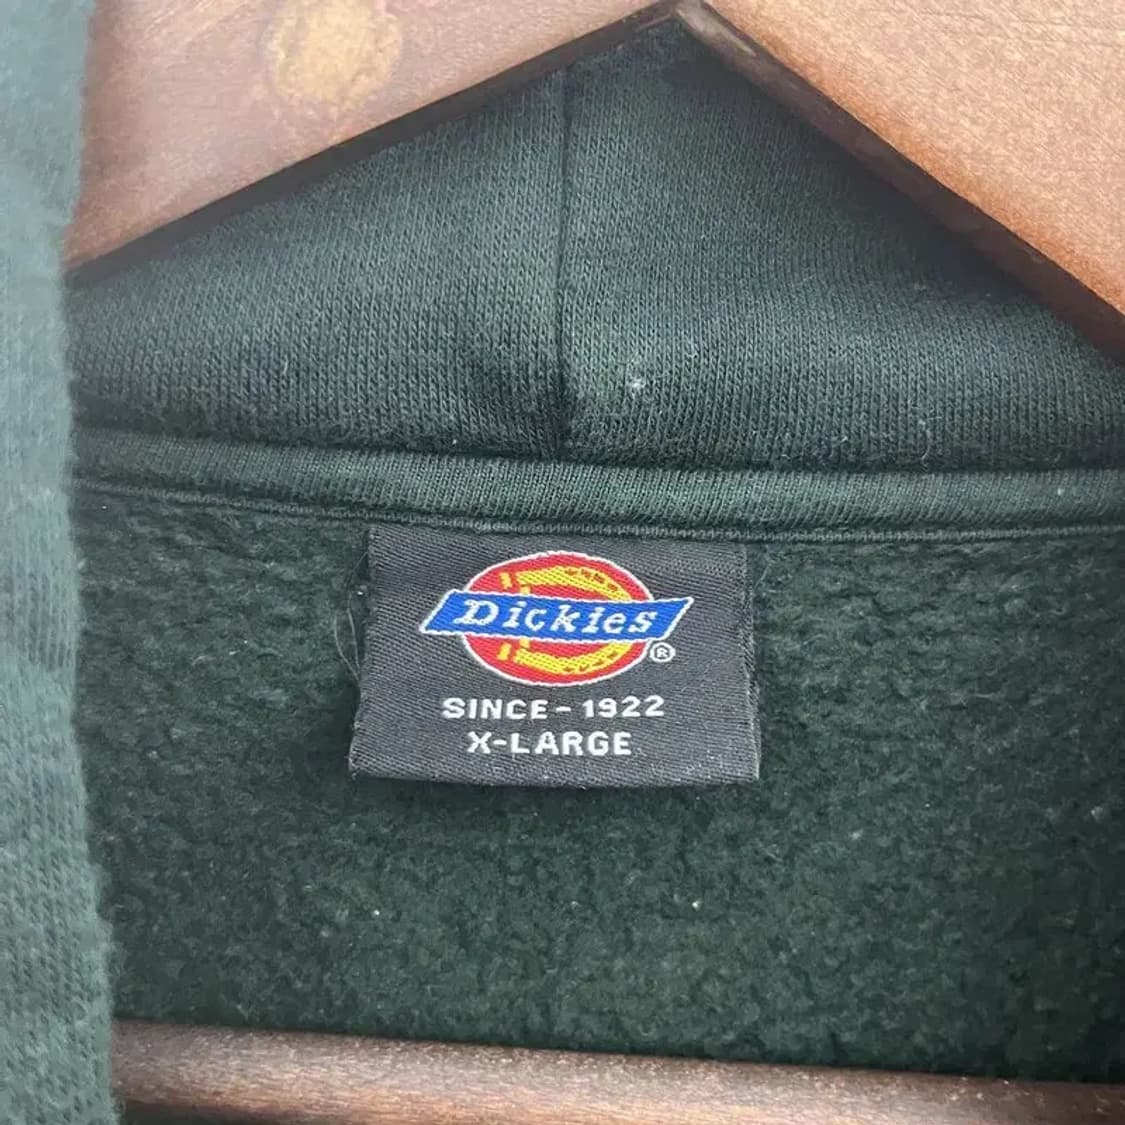 Dickies
®
SINCE - 1922
X-LARGE